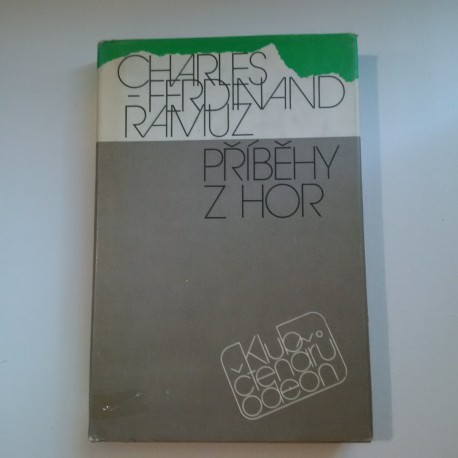 CHARLES
-FERDINAND
RAMUZ
PŘÍBĚHY
Z HOR
Klub
čtenářů
odeon